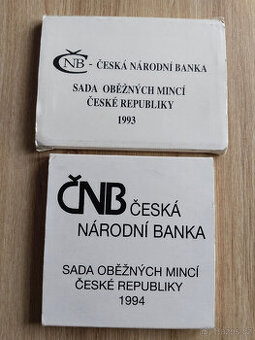 ČNB - ČESKÁ NÁRODNÍ BANKA
SADA OBĚŽNÝCH MINCÍ
ČESKÉ REPUBLIKY
1993
ČNB ČESKÁ
NÁRODNÍ BANKA
SADA OBĚŽNÝCH MINCÍ
ČESKÉ REPUBLIKY
1994